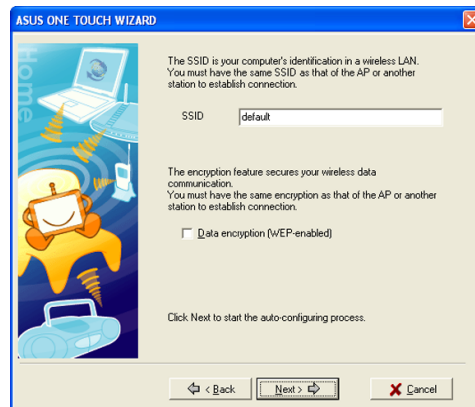 ASUS ONE TOUCH WIZARD
Home
The SSID is your computer's identification in a wireless LAN.
You must have the same SSID as that of the AP or another
station to establish connection.
SSID
default
The encryption feature secures your wireless data
communication.
You must have the same encryption as that of the AP or another
station to establish connection.
Data encryption (WEP-enabled)
Click Next to start the auto-configuring process.
< Back
Next >
Cancel